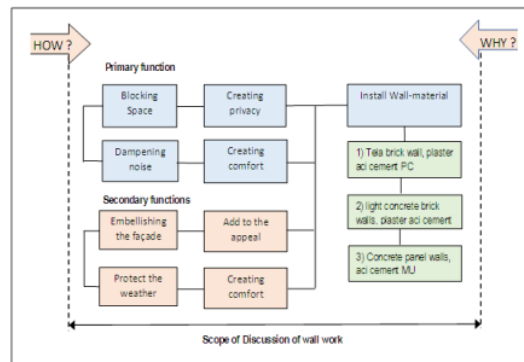 HOW ?
WHY ?
Primary function
Blocking
Space
Creating
privacy
Install Wall-material
Dampening
noise
Creating
comfort
1) Tela brick wall, plaster
aci cement PC
Secondary functions
Embellishing
the façade
Add to the
appeal
2) light concrete brick
walls, plaster aci cement
Protect the
weather
Creating
comfort
3) Concrete panel walls,
aci cement MU
Scope of Discussion of wall work